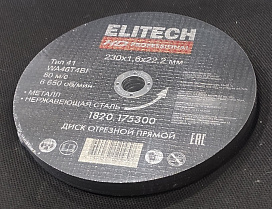 ELITECH
HD PROFESSIONAL
230x1,6x22,2 мм
Тип 41
WA46T4BF
80 м/с
6 650 об/мин
• МЕТАЛЛ
• НЕРЖАВЕЮЩАЯ СТАЛЬ
1820.175300
ДИСК ОТРЕЗНОЙ ПРЯМОЙ
EAC